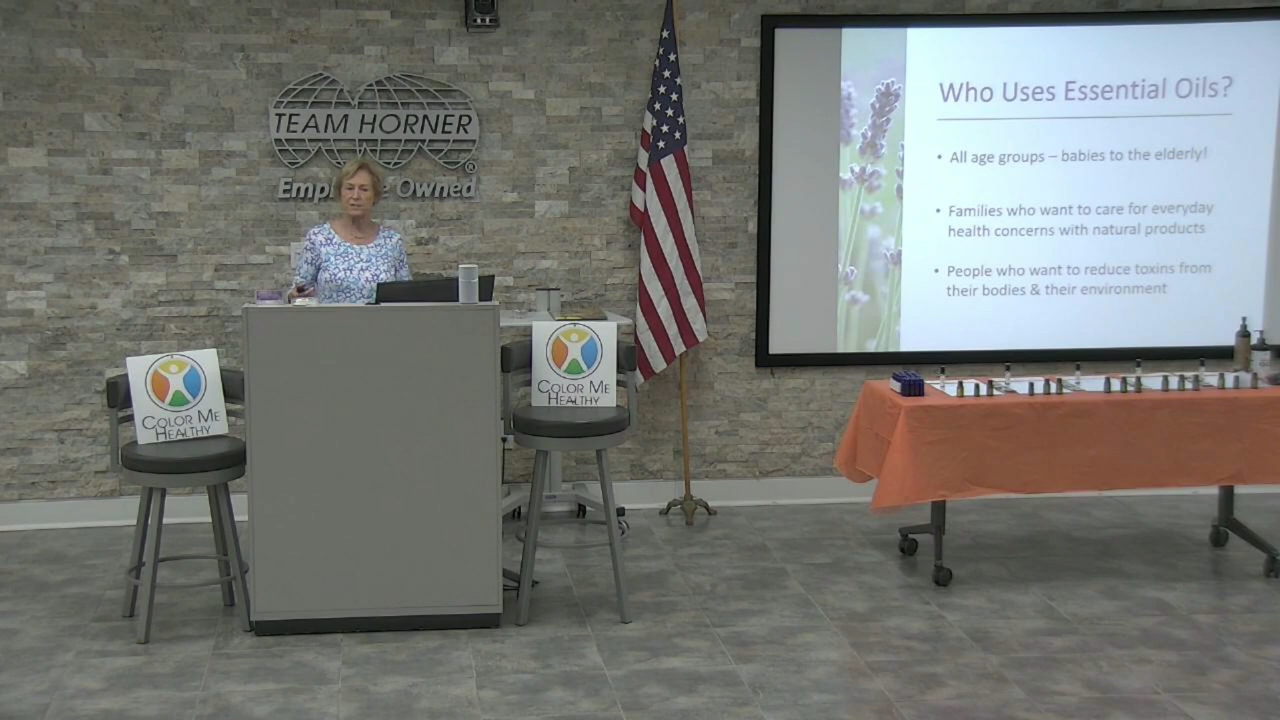 TEAM HORNER
®
Employee Owned
COLOR ME
HEALTHY
COLOR ME
HEALTHY
Who Uses Essential Oils?
• All age groups – babies to the elderly!
• Families who want to care for everyday
health concerns with natural products
• People who want to reduce toxins from
their bodies & their environment